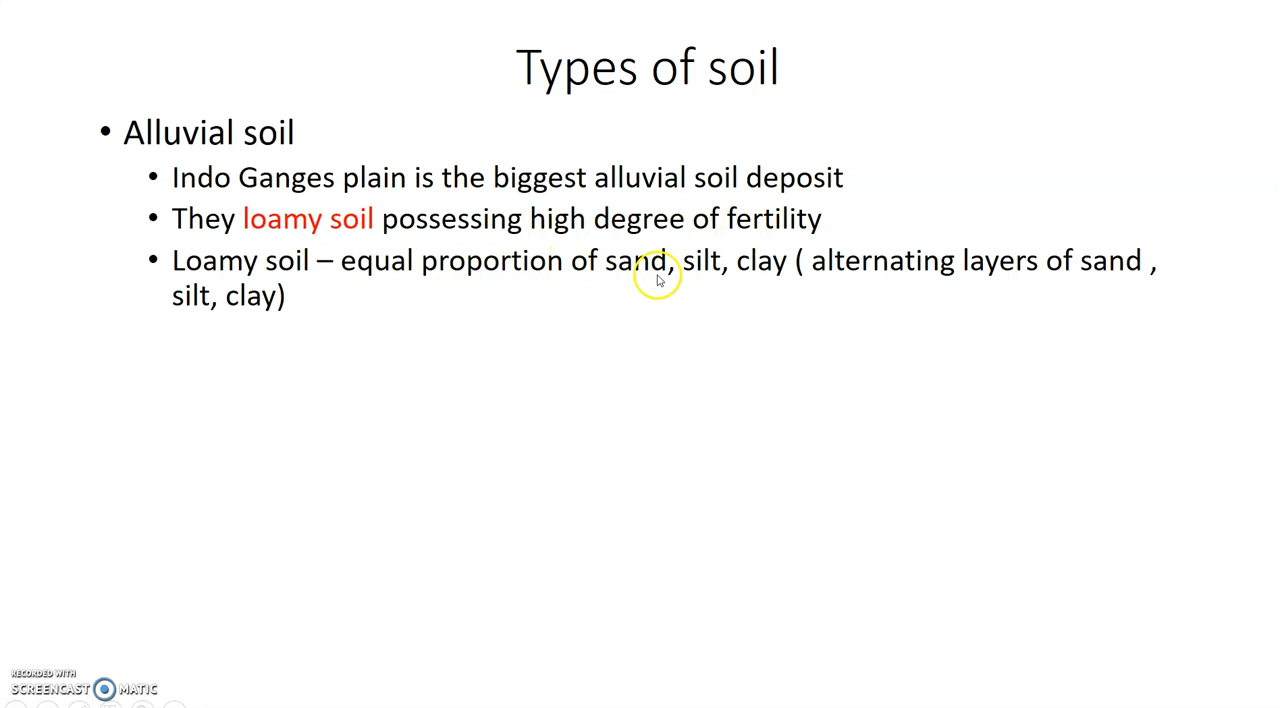 Types of soil
• Alluvial soil
• Indo Ganges plain is the biggest alluvial soil deposit
• They loamy soil possessing high degree of fertility
• Loamy soil – equal proportion of sand, silt, clay ( alternating layers of sand ,
silt, clay)
RECORDED WITH
SCREENCAST MATIC